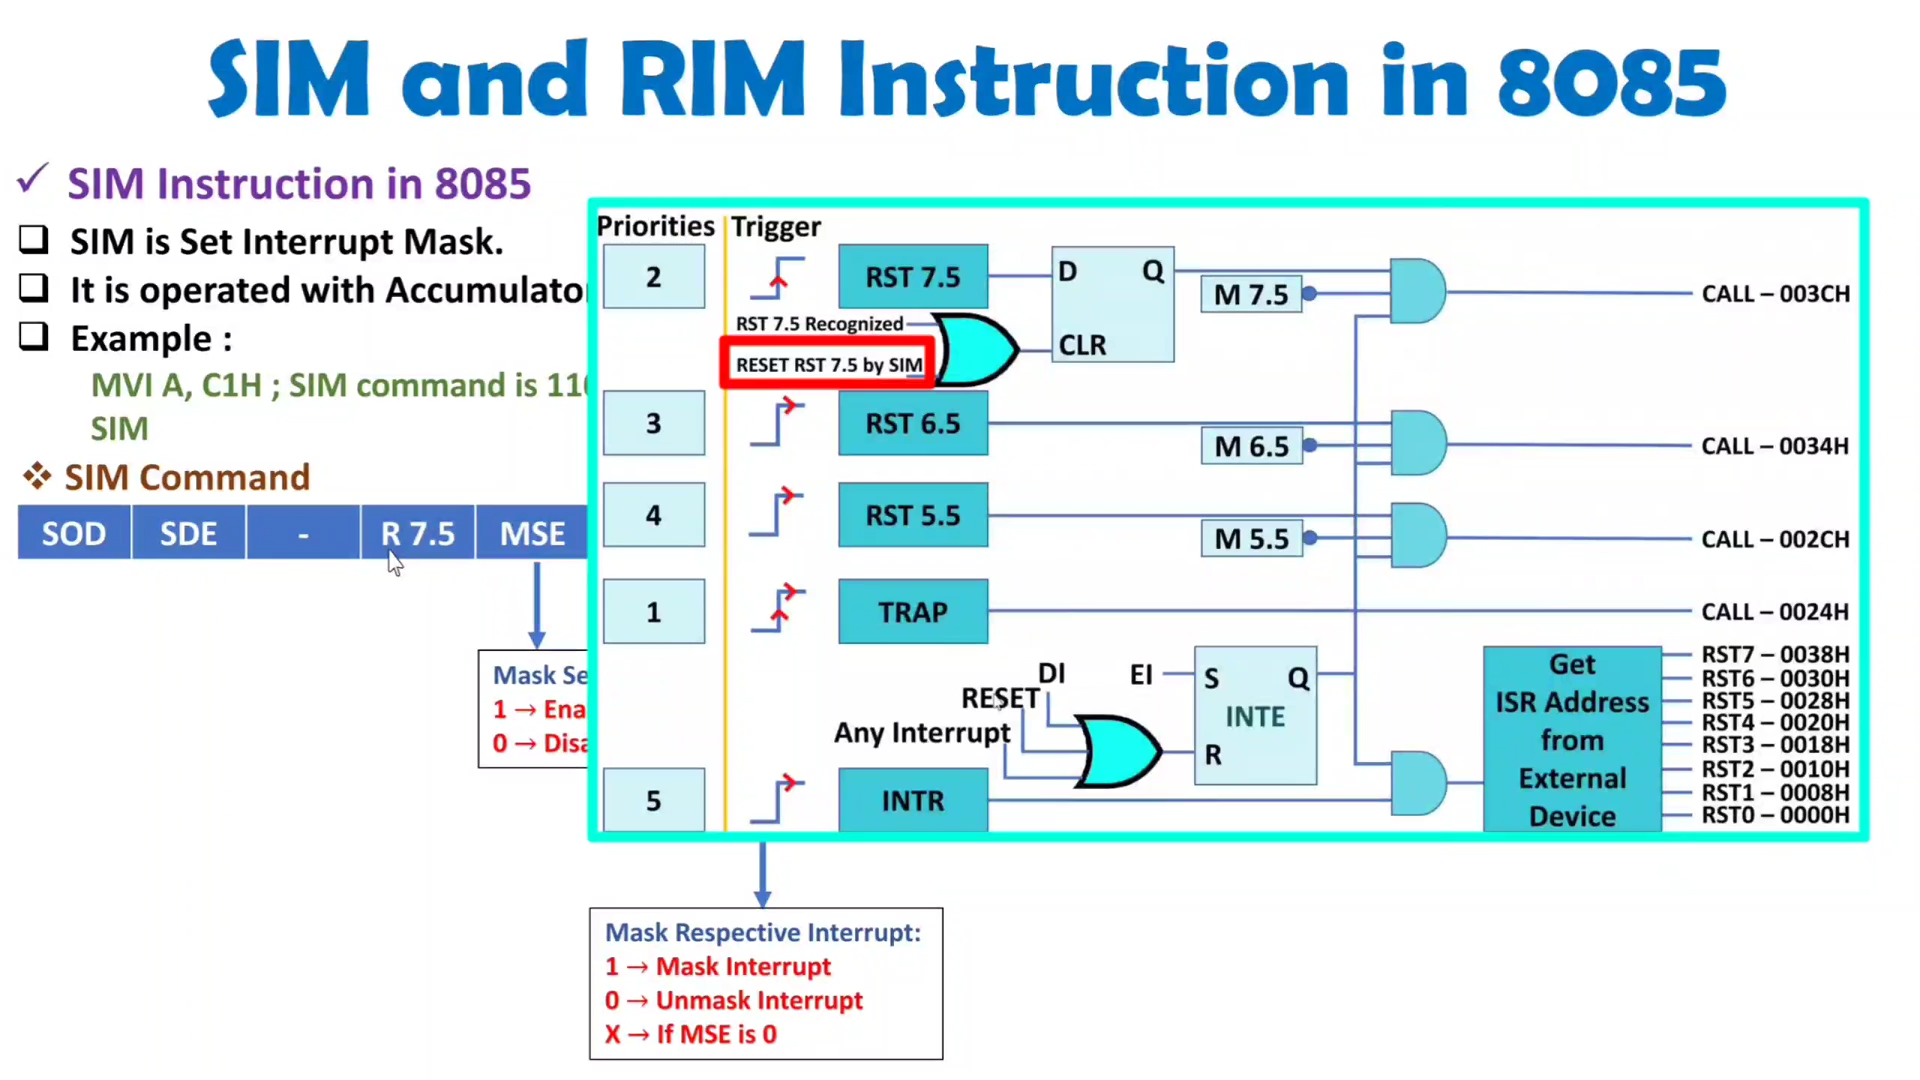 SIM and RIM Instruction in 8085
SIM Instruction in 8085
SIM is Set Interrupt Mask.
It is operated with Accumulato
Example :
MVI A, C1H ; SIM command is 110
SIM
SIM Command
SOD SDE - R 7.5 MSE
Mask Se
1 → Ena
0 → Disa
Priorities Trigger
2 RST 7.5 D Q M 7.5 CALL – 003CH
RST 7.5 Recognized
CLR
RESET RST 7.5 by SIM
3 RST 6.5 M 6.5 CALL – 0034H
4 RST 5.5 M 5.5 CALL – 002CH
1 TRAP CALL – 0024H
DI EI S Q
RESET
INTE
Any Interrupt
R
5 INTR
Get
ISR Address
from
External
Device
RST7 – 0038H
RST6 – 0030H
RST5 – 0028H
RST4 – 0020H
RST3 – 0018H
RST2 – 0010H
RST1 – 0008H
RST0 – 0000H
Mask Respective Interrupt:
1 → Mask Interrupt
0 → Unmask Interrupt
X → If MSE is 0